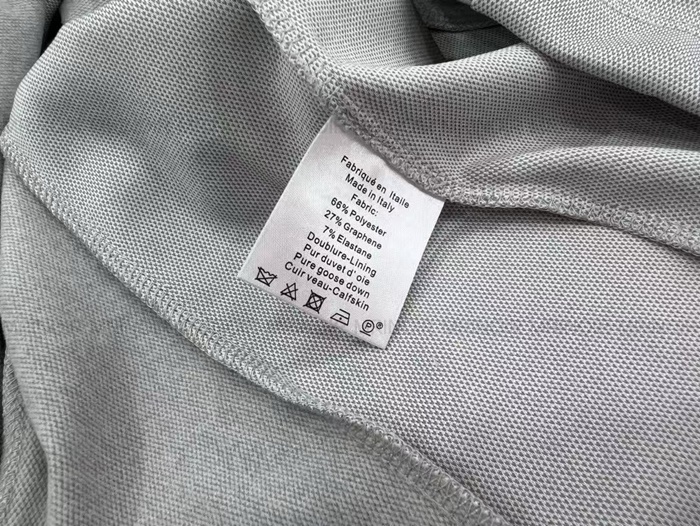 Fabriqué en Itaile
Made in Italy
Fabric:
66% Polyester
27% Graphene
7% Elastane
Doublure-Lining
Pur duvet d'oie
Pure goose down
Cuir veau-Calfskin
P®